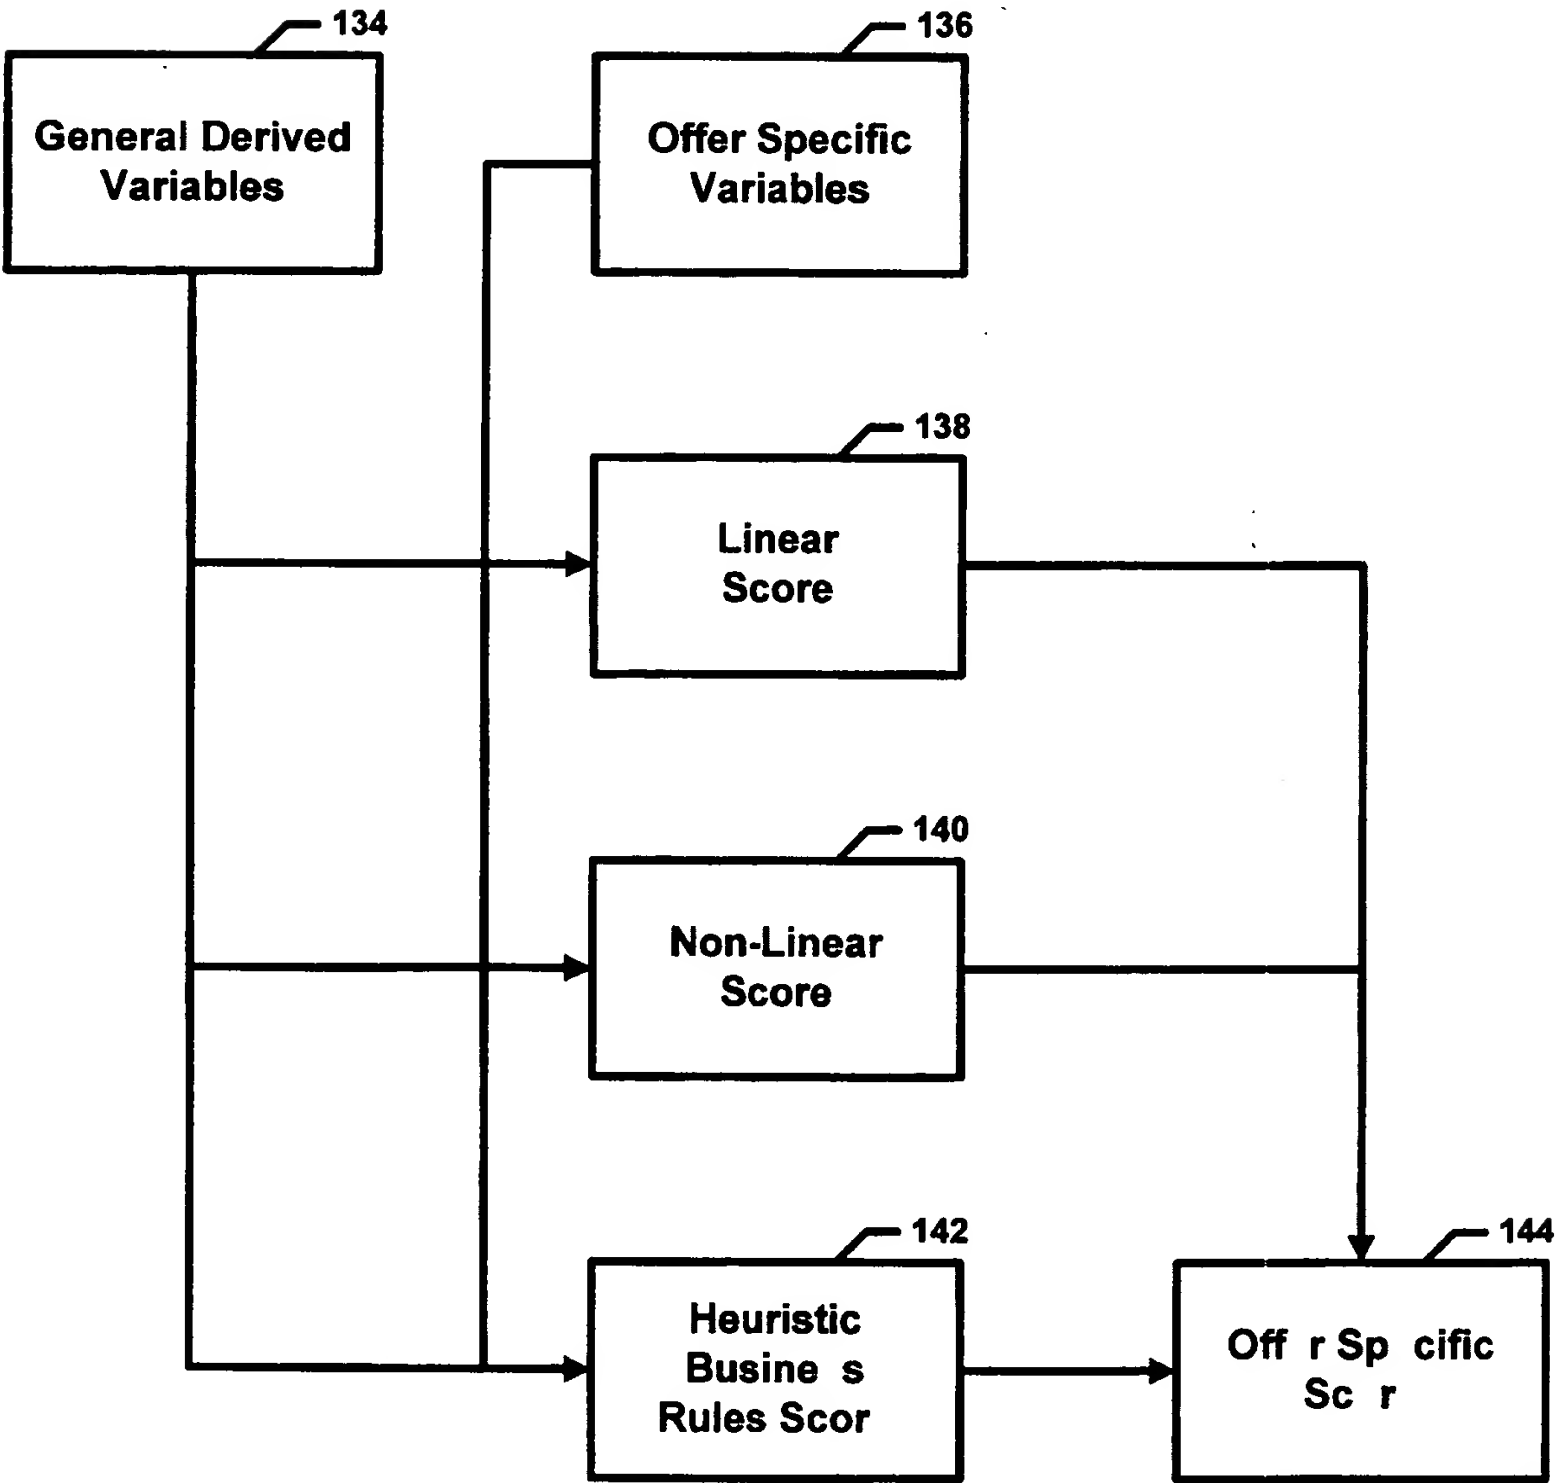 134
General Derived
Variables
136
Offer Specific
Variables
138
Linear
Score
140
Non-Linear
Score
142
Heuristic
Busine s
Rules Scor
144
Off r Sp cific
Sc r